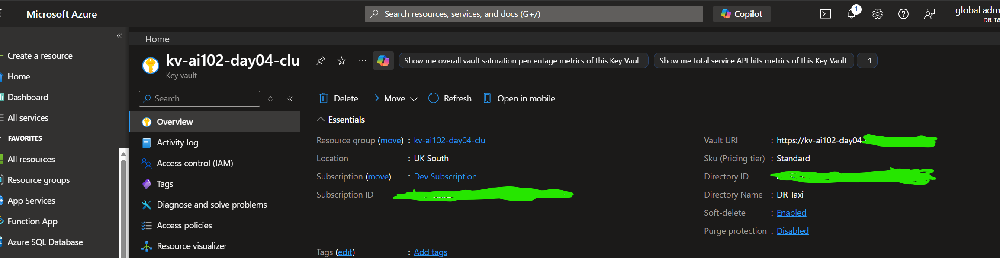 Microsoft Azure
Search resources, services, and docs (G+/)
Copilot
1
global.adm
DR TA
Create a resource
Home
Dashboard
All services
FAVORITES
All resources
Resource groups
App Services
Function App
Azure SQL Database
Home
kv-ai102-day04-clu
Key vault
Show me overall vault saturation percentage metrics of this Key Vault.
Show me total service API hits metrics of this Key Vault.
+1
Search
Overview
Activity log
Access control (IAM)
Tags
Diagnose and solve problems
Access policies
Resource visualizer
Delete
Move
Refresh
Open in mobile
Essentials
Resource group (move) : kv-ai102-day04-clu
Location : UK South
Subscription (move) : Dev Subscription
Subscription ID
Tags (edit) : Add tags
Vault URI : https://kv-ai102-day04-
Sku (Pricing tier) : Standard
Directory ID :
Directory Name : DR Taxi
Soft-delete : Enabled
Purge protection : Disabled